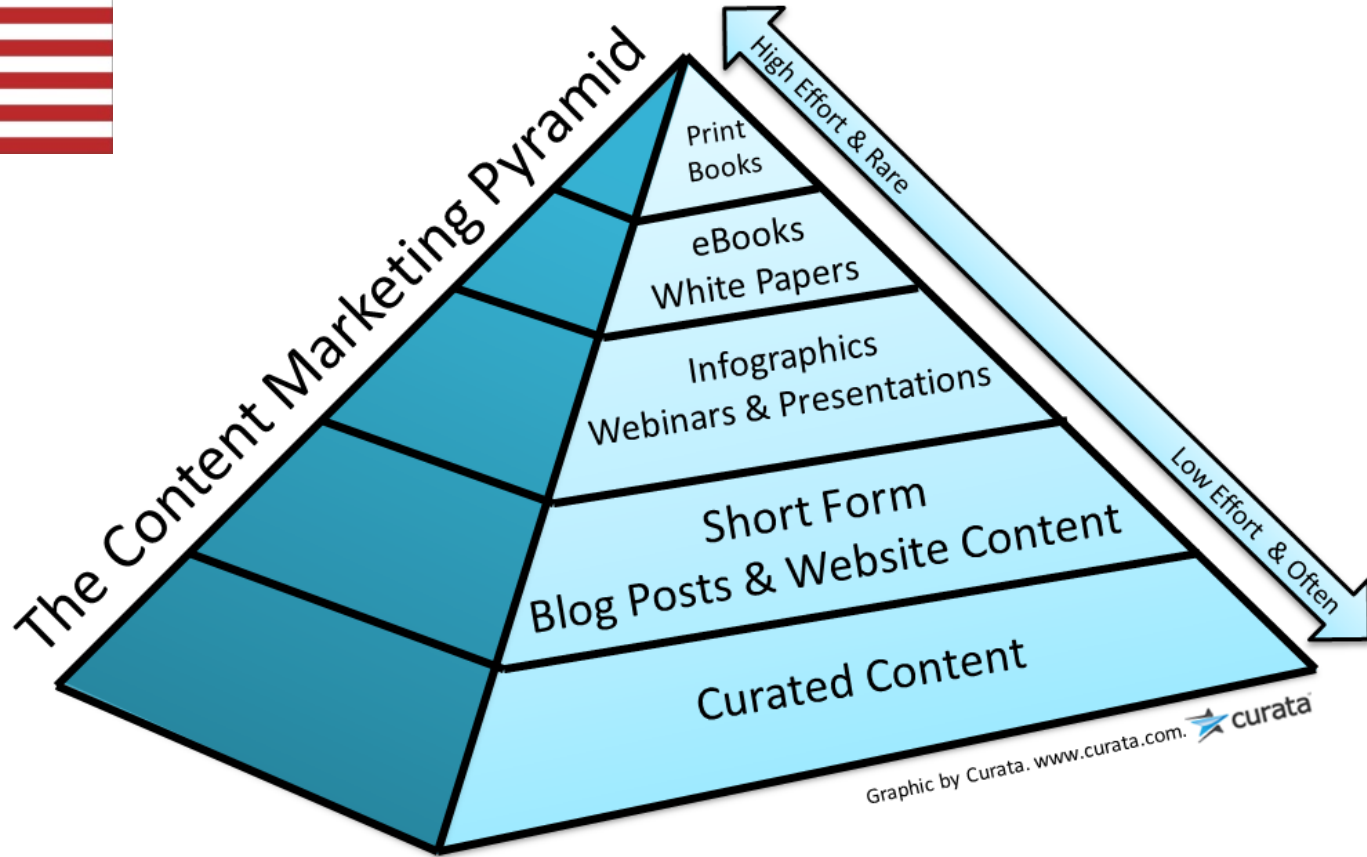 The Content Marketing Pyramid
High Effort & Rare
Print
Books
eBooks
White Papers
Infographics
Webinars & Presentations
Short Form
Blog Posts & Website Content
Low Effort & Often
Curated Content
Graphic by Curata. www.curata.com.
curata